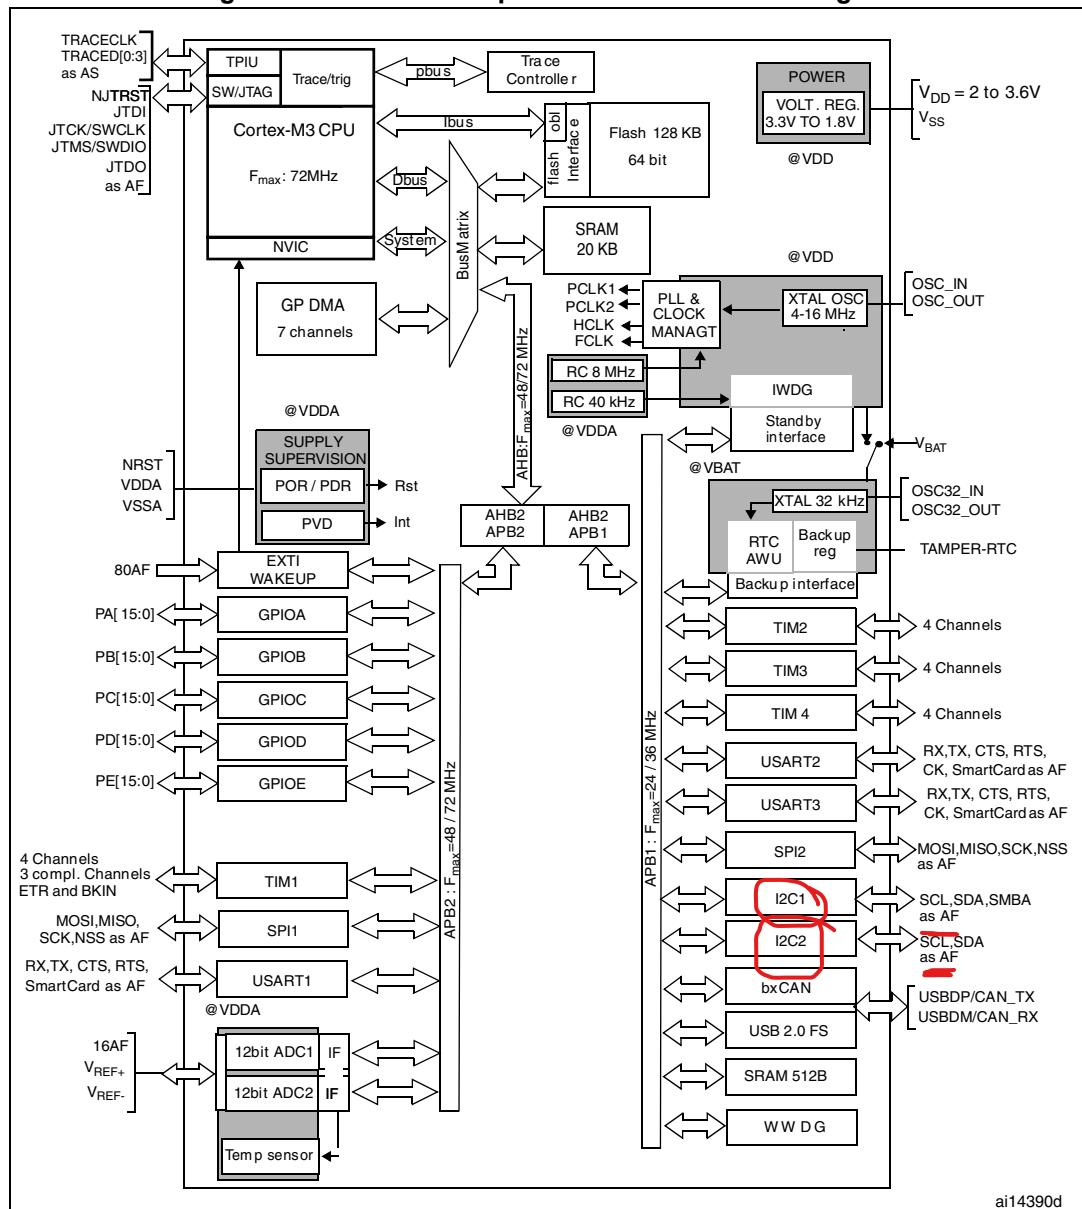 TRACECLK
TRACED[0:3]
as AS
NJTRST
JTDI
JTCK/SWCLK
JTMS/SWDIO
JTDO
as AF
TPIU
SW/JTAG
Trace/trig
Cortex-M3 CPU
Fmax: 72MHz
NVIC
pbus
Trace
Controller
Ibus
Dbus
System
BusMatrix
flash obl
Interface
Flash 128 KB
64 bit
SRAM
20 KB
POWER
VOLT. REG.
3.3V TO 1.8V
@VDD
VDD = 2 to 3.6V
VSS
GP DMA
7 channels
PCLK1
PCLK2
HCLK
FCLK
PLL &
CLOCK
MANAGT
@VDD
XTAL OSC
4-16 MHz
OSC_IN
OSC_OUT
RC 8 MHz
RC 40 kHz
@VDDA
IWDG
Standby
interface
VBAT
@VBAT
AHB:Fmax=48/72 MHz
@VDDA
SUPPLY
SUPERVISION
POR / PDR
PVD
Rst
Int
NRST
VDDA
VSSA
AHB2
APB2
AHB2
APB1
XTAL 32 kHz
OSC32_IN
OSC32_OUT
RTC
AWU
Backup
reg
TAMPER-RTC
Backup interface
80AF
EXTI
WAKEUP
PA[ 15:0]
GPIOA
PB[15:0]
GPIOB
PC[15:0]
GPIOC
PD[15:0]
GPIOD
PE[15:0]
GPIOE
4 Channels
3 compl. Channels
ETR and BKIN
TIM1
MOSI,MISO,
SCK,NSS as AF
SPI1
RX,TX, CTS, RTS,
SmartCard as AF
USART1
@VDDA
16AF
VREF+
VREF-
12bit ADC1
IF
12bit ADC2
IF
Temp sensor
APB2 : Fmax=48 / 72 MHz
APB1 : Fmax=24 / 36 MHz
TIM2
4 Channels
TIM3
4 Channels
TIM 4
4 Channels
USART2
RX,TX, CTS, RTS,
CK, SmartCard as AF
USART3
RX,TX, CTS, RTS,
CK, SmartCard as AF
SPI2
MOSI,MISO,SCK,NSS
as AF
I2C1
SCL,SDA,SMBA
as AF
I2C2
SCL,SDA
as AF
bxCAN
USBDP/CAN_TX
USBDM/CAN_RX
USB 2.0 FS
SRAM 512B
WWDG
ai14390d